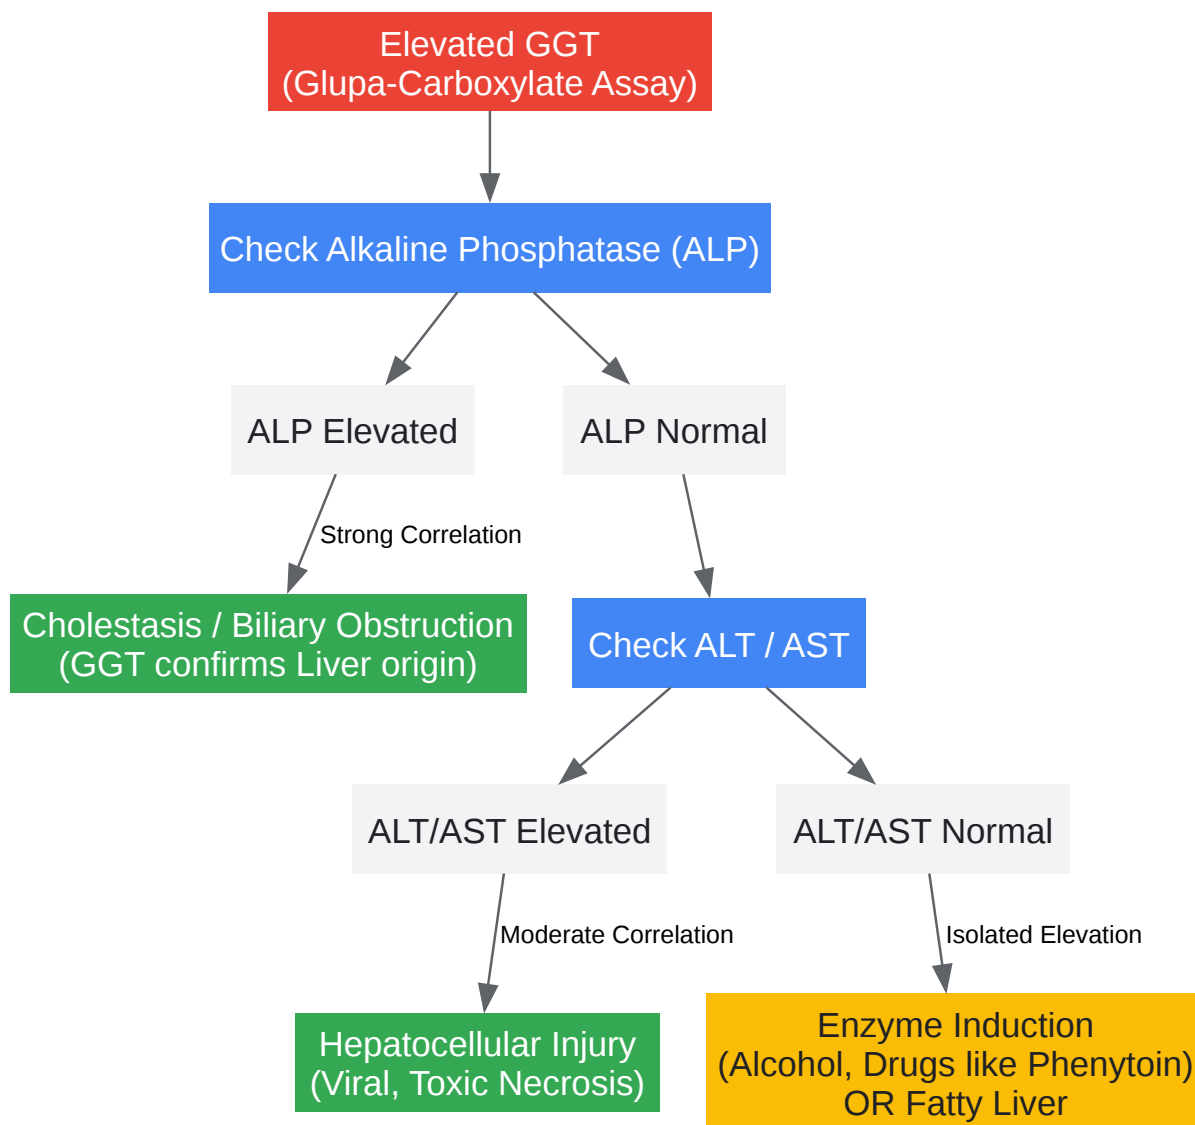 Elevated GGT
(Glupa-Carboxylate Assay)
Check Alkaline Phosphatase (ALP)
ALP Elevated
ALP Normal
Strong Correlation
Cholestasis / Biliary Obstruction
(GGT confirms Liver origin)
Check ALT / AST
ALT/AST Elevated
ALT/AST Normal
Moderate Correlation
Isolated Elevation
Hepatocellular Injury
(Viral, Toxic Necrosis)
Enzyme Induction
(Alcohol, Drugs like Phenytoin)
OR Fatty Liver